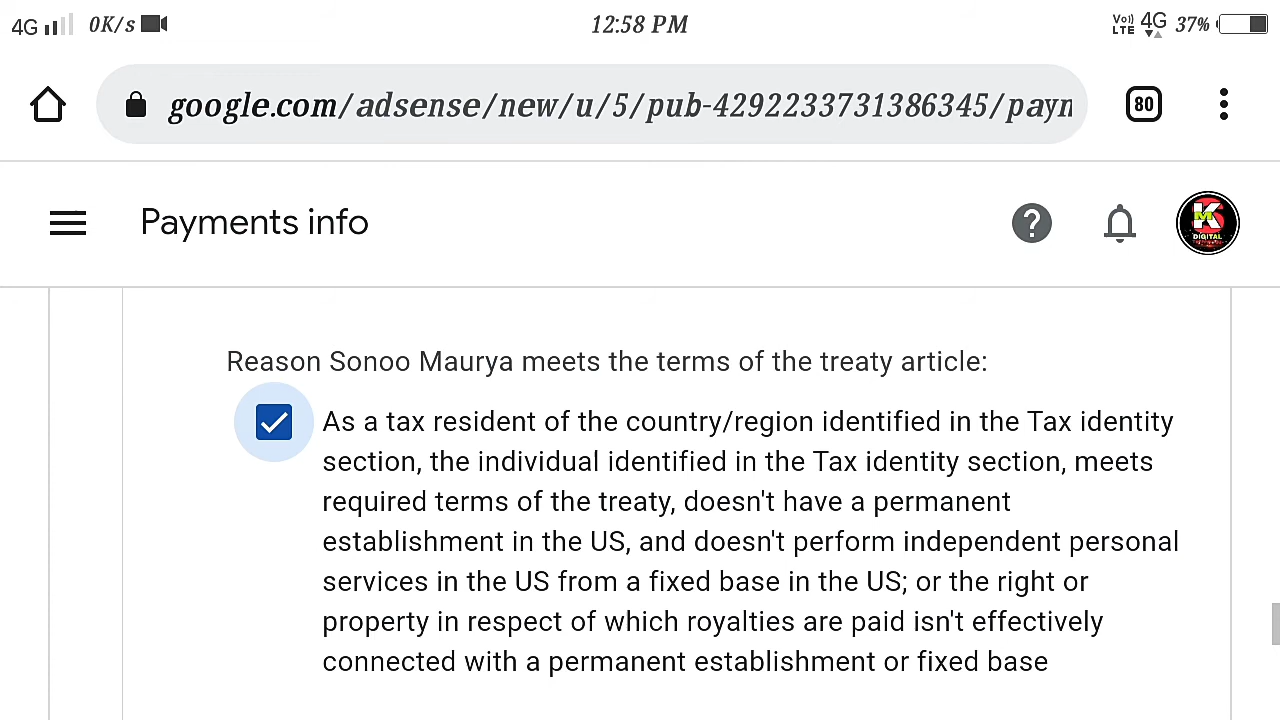 4G 0K/s 12:58 PM Vo)) LTE 4G 37%
google.com/adsense/new/u/5/pub-4292233731386345/payn 80
Payments info
K
M
DIGITAL
Reason Sonoo Maurya meets the terms of the treaty article:
As a tax resident of the country/region identified in the Tax identity
section, the individual identified in the Tax identity section, meets
required terms of the treaty, doesn't have a permanent
establishment in the US, and doesn't perform independent personal
services in the US from a fixed base in the US; or the right or
property in respect of which royalties are paid isn't effectively
connected with a permanent establishment or fixed base